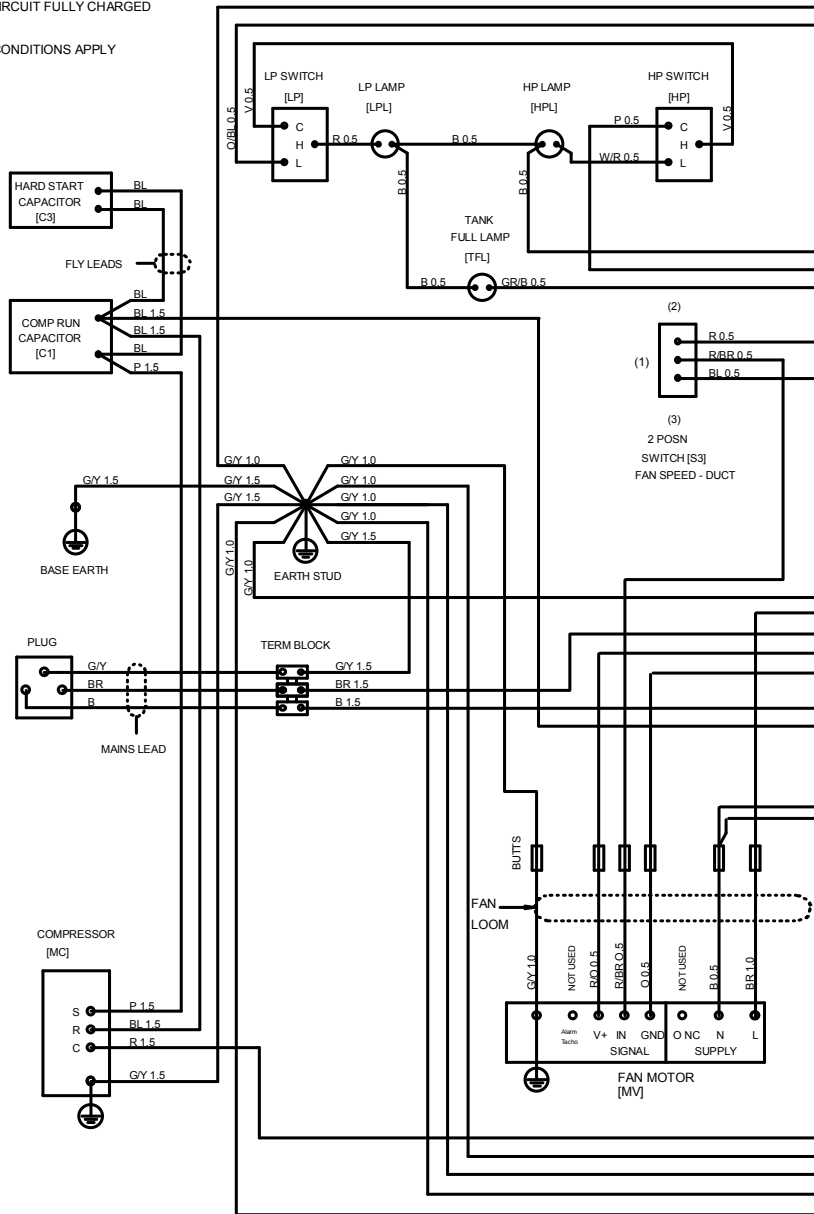 IRCUIT FULLY CHARGED
CONDITIONS APPLY
LP SWITCH
[LP]
LP LAMP
[LPL]
HP LAMP
[HPL]
HP SWITCH
[HP]
O/BL 0.5
V 0.5
C
H
L
R 0.5
B 0.5
B 0.5
B 0.5
P 0.5
W/R 0.5
C
H
L
V 0.5
HARD START
CAPACITOR
[C3]
BL
BL
FLY LEADS
TANK
FULL LAMP
[TFL]
B 0.5
GR/B 0.5
COMP RUN
CAPACITOR
[C1]
BL
BL 1.5
BL 1.5
BL
P 1.5
(2)
(1)
R 0.5
R/BR 0.5
BL 0.5
(3)
2 POSN
SWITCH [S3]
FAN SPEED - DUCT
G/Y 1.5
BASE EARTH
G/Y 1.0
G/Y 1.5
G/Y 1.5
G/Y 1.0
G/Y 1.0
G/Y 1.0
G/Y 1.0
G/Y 1.0
G/Y 1.0
G/Y 1.5
EARTH STUD
PLUG
G/Y
BR
B
MAINS LEAD
TERM BLOCK
G/Y 1.5
BR 1.5
B 1.5
BUTTS
FAN
LOOM
G/Y 1.0
NOT USED
R/O 0.5
R/BR O.5
O 0.5
NOT USED
B 0.5
BR 1.0
Alarm
Tacho
V+
IN
GND
O NC
N
L
SIGNAL
SUPPLY
FAN MOTOR
[MV]
COMPRESSOR
[MC]
S
R
C
P 1.5
BL 1.5
R 1.5
G/Y 1.5